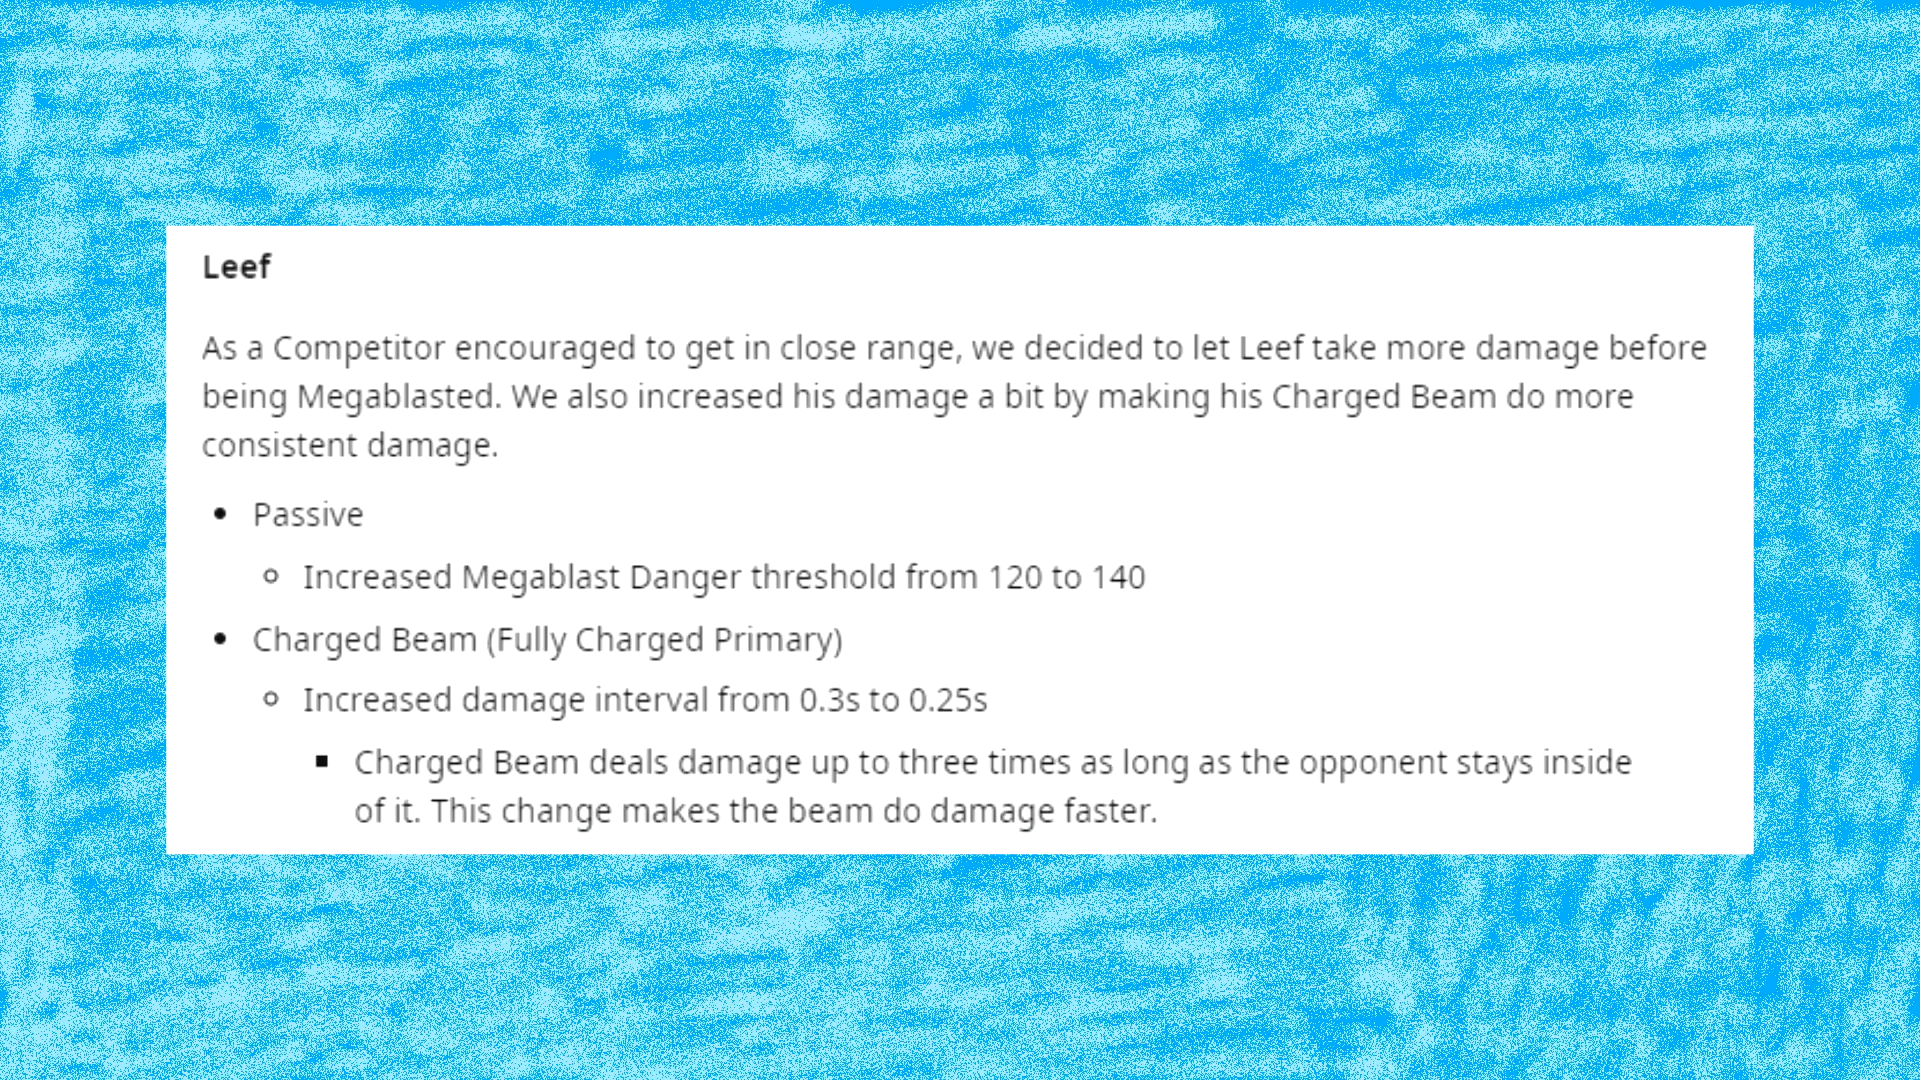 Leef
As a Competitor encouraged to get in close range, we decided to let Leef take more damage before
being Megablasted. We also increased his damage a bit by making his Charged Beam do more
consistent damage.
• Passive
○ Increased Megablast Danger threshold from 120 to 140
• Charged Beam (Fully Charged Primary)
○ Increased damage interval from 0.3s to 0.25s
▪ Charged Beam deals damage up to three times as long as the opponent stays inside
of it. This change makes the beam do damage faster.